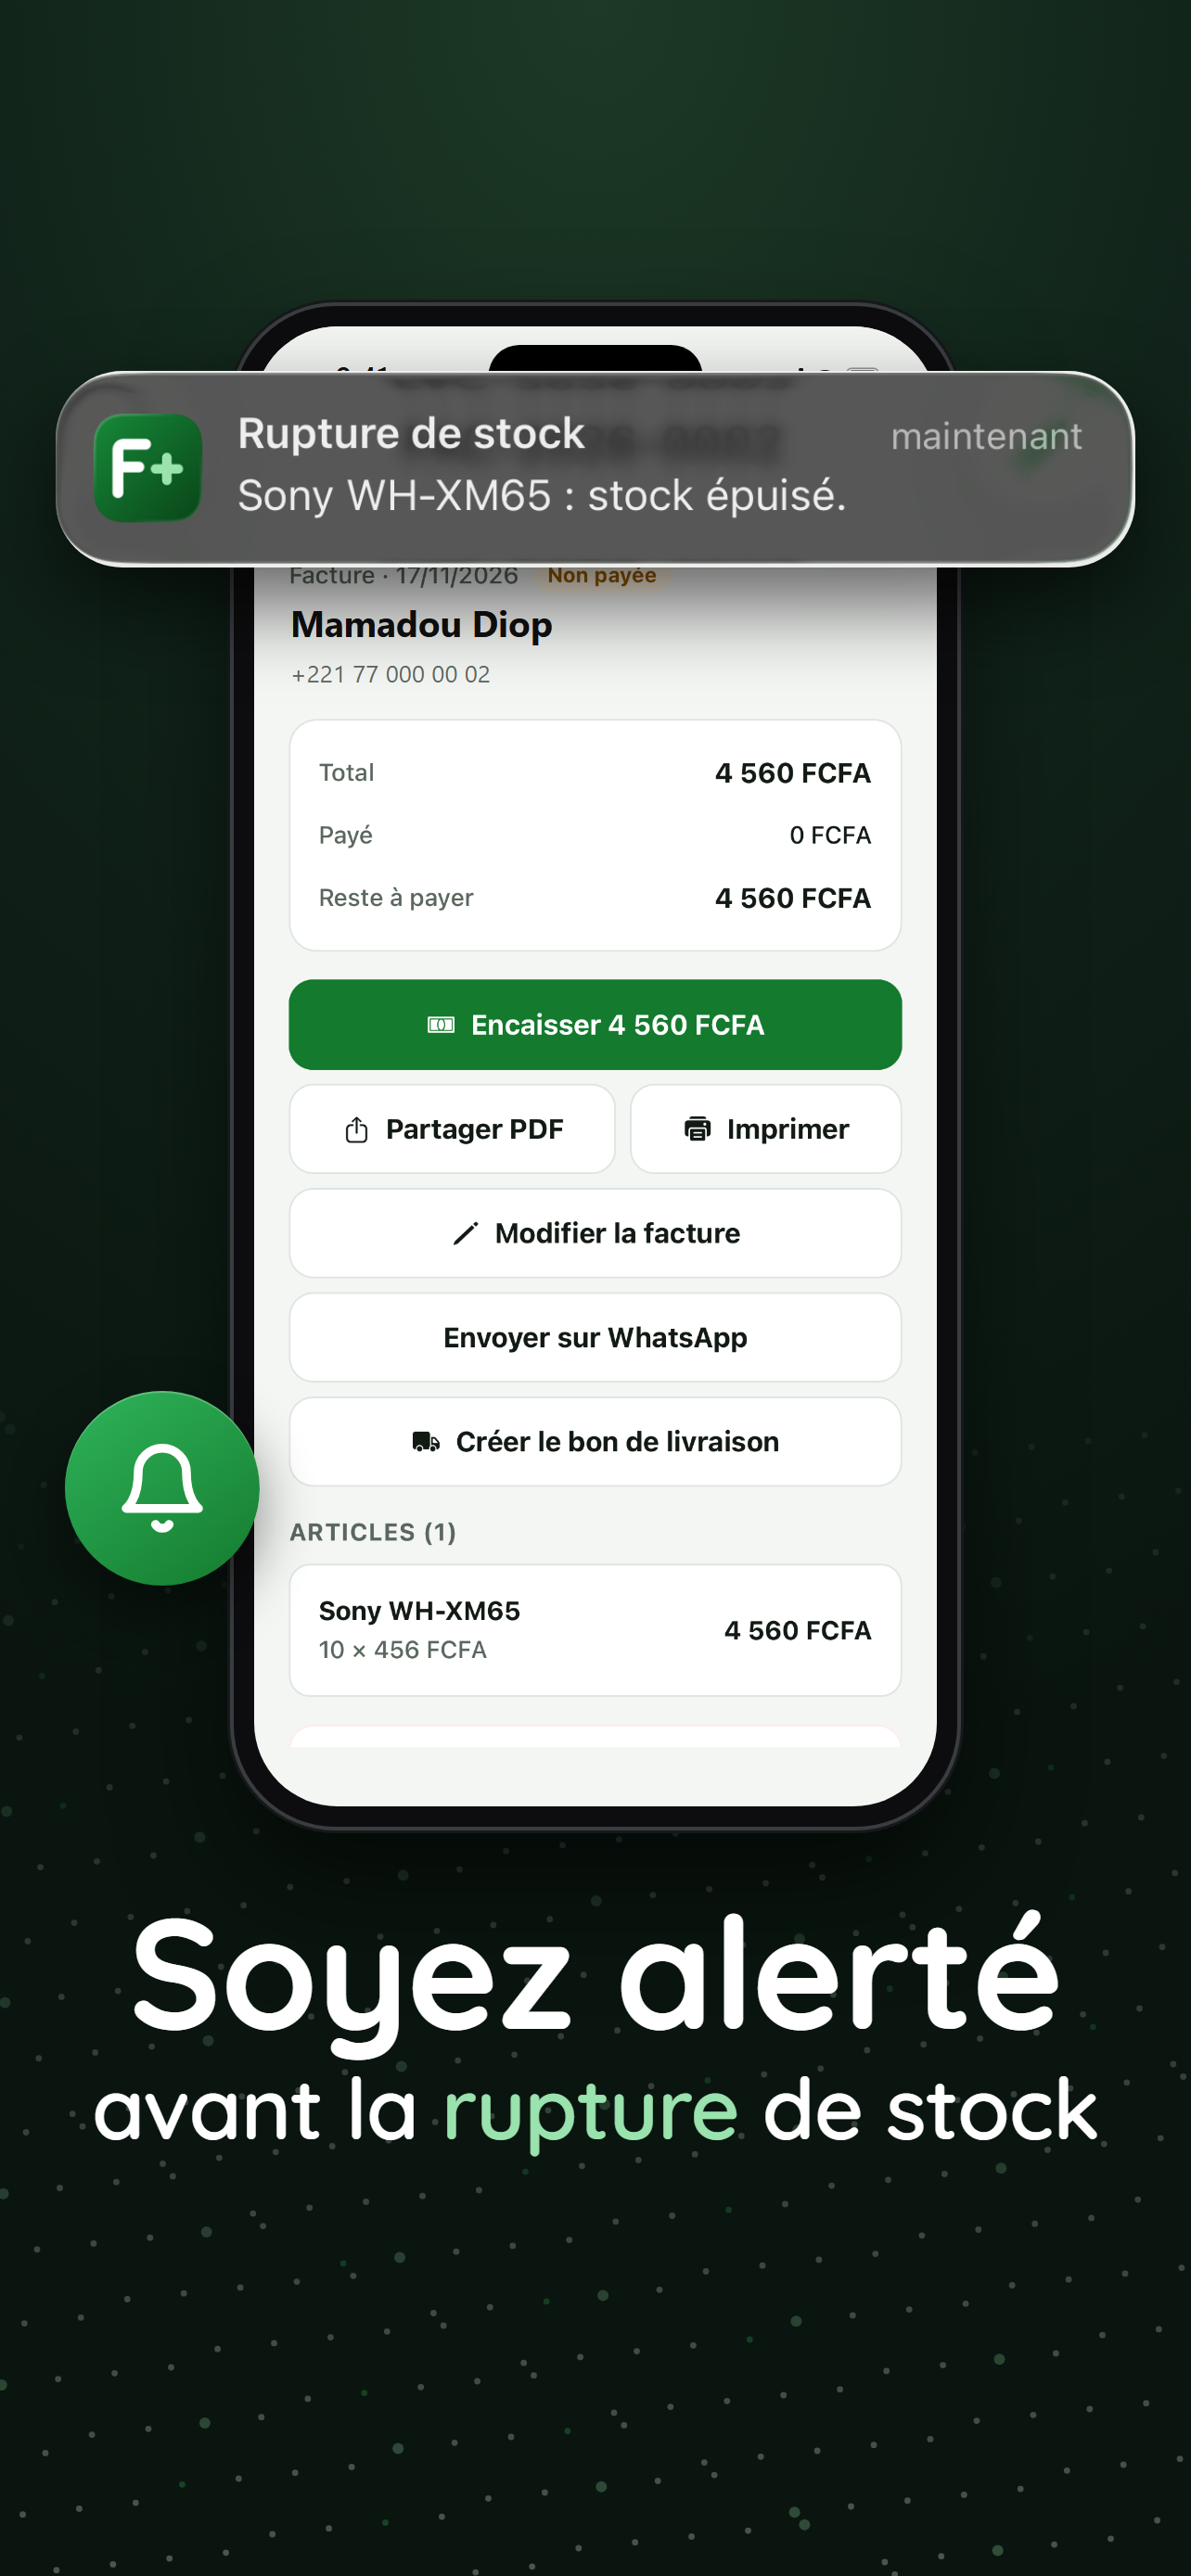 F+
Rupture de stock
maintenant
Sony WH-XM65 : stock épuisé.
Facture · 17/11/2026
Non payée
Mamadou Diop
+221 77 000 00 02
Total
4 560 FCFA
Payé
0 FCFA
Reste à payer
4 560 FCFA
Encaisser 4 560 FCFA
Partager PDF
Imprimer
Modifier la facture
Envoyer sur WhatsApp
Créer le bon de livraison
ARTICLES (1)
Sony WH-XM65
10 × 456 FCFA
4 560 FCFA
Soyez alerté
avant la rupture de stock